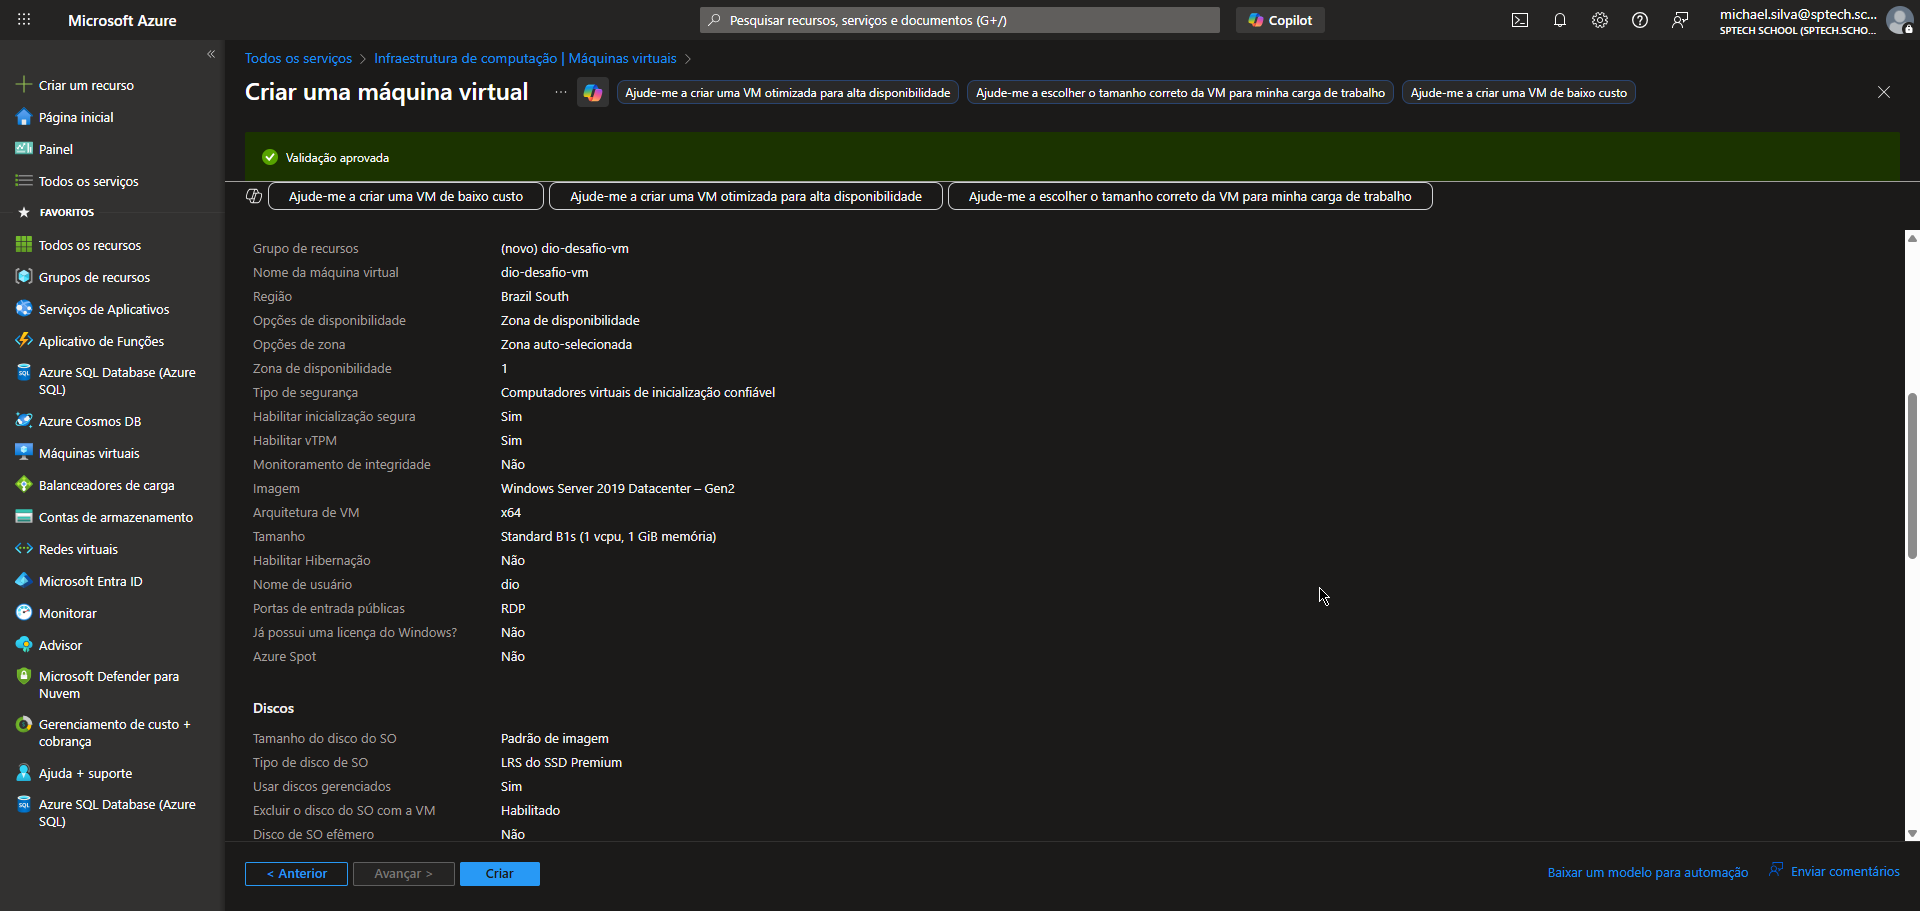 Microsoft Azure
Pesquisar recursos, serviços e documentos (G+/)
Copilot
michael.silva@sptech.sc...
SPTECH SCHOOL (SPTECH.SCHO...
«
Criar um recurso
Página inicial
Painel
Todos os serviços
FAVORITOS
Todos os recursos
Grupos de recursos
Serviços de Aplicativos
Aplicativo de Funções
Azure SQL Database (Azure
SQL)
Azure Cosmos DB
Máquinas virtuais
Balanceadores de carga
Contas de armazenamento
Redes virtuais
Microsoft Entra ID
Monitorar
Advisor
Microsoft Defender para
Nuvem
Gerenciamento de custo +
cobrança
Ajuda + suporte
Azure SQL Database (Azure
SQL)
Todos os serviços > Infraestrutura de computação | Máquinas virtuais >
Criar uma máquina virtual ...
Ajude-me a criar uma VM otimizada para alta disponibilidade
Ajude-me a escolher o tamanho correto da VM para minha carga de trabalho
Ajude-me a criar uma VM de baixo custo
Validação aprovada
Ajude-me a criar uma VM de baixo custo
Ajude-me a criar uma VM otimizada para alta disponibilidade
Ajude-me a escolher o tamanho correto da VM para minha carga de trabalho
Grupo de recursos (novo) dio-desafio-vm
Nome da máquina virtual dio-desafio-vm
Região Brazil South
Opções de disponibilidade Zona de disponibilidade
Opções de zona Zona auto-selecionada
Zona de disponibilidade 1
Tipo de segurança Computadores virtuais de inicialização confiável
Habilitar inicialização segura Sim
Habilitar vTPM Sim
Monitoramento de integridade Não
Imagem Windows Server 2019 Datacenter – Gen2
Arquitetura de VM x64
Tamanho Standard B1s (1 vcpu, 1 GiB memória)
Habilitar Hibernação Não
Nome de usuário dio
Portas de entrada públicas RDP
Já possui uma licença do Windows? Não
Azure Spot Não
Discos
Tamanho do disco do SO Padrão de imagem
Tipo de disco de SO LRS do SSD Premium
Usar discos gerenciados Sim
Excluir o disco do SO com a VM Habilitado
Disco de SO efêmero Não
< Anterior
Avançar >
Criar
Baixar um modelo para automação
Enviar comentários